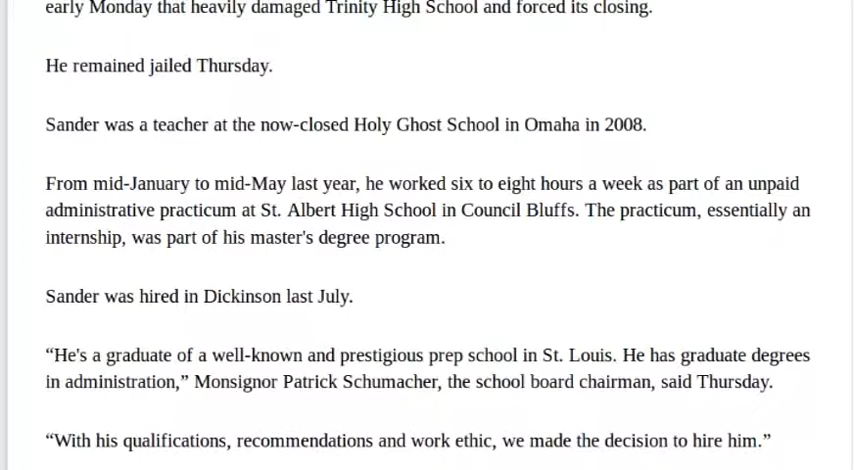 early Monday that heavily damaged Trinity High School and forced its closing.
He remained jailed Thursday.
Sander was a teacher at the now-closed Holy Ghost School in Omaha in 2008.
From mid-January to mid-May last year, he worked six to eight hours a week as part of an unpaid
administrative practicum at St. Albert High School in Council Bluffs. The practicum, essentially an
internship, was part of his master's degree program.
Sander was hired in Dickinson last July.
“He's a graduate of a well-known and prestigious prep school in St. Louis. He has graduate degrees
in administration,” Monsignor Patrick Schumacher, the school board chairman, said Thursday.
“With his qualifications, recommendations and work ethic, we made the decision to hire him.”